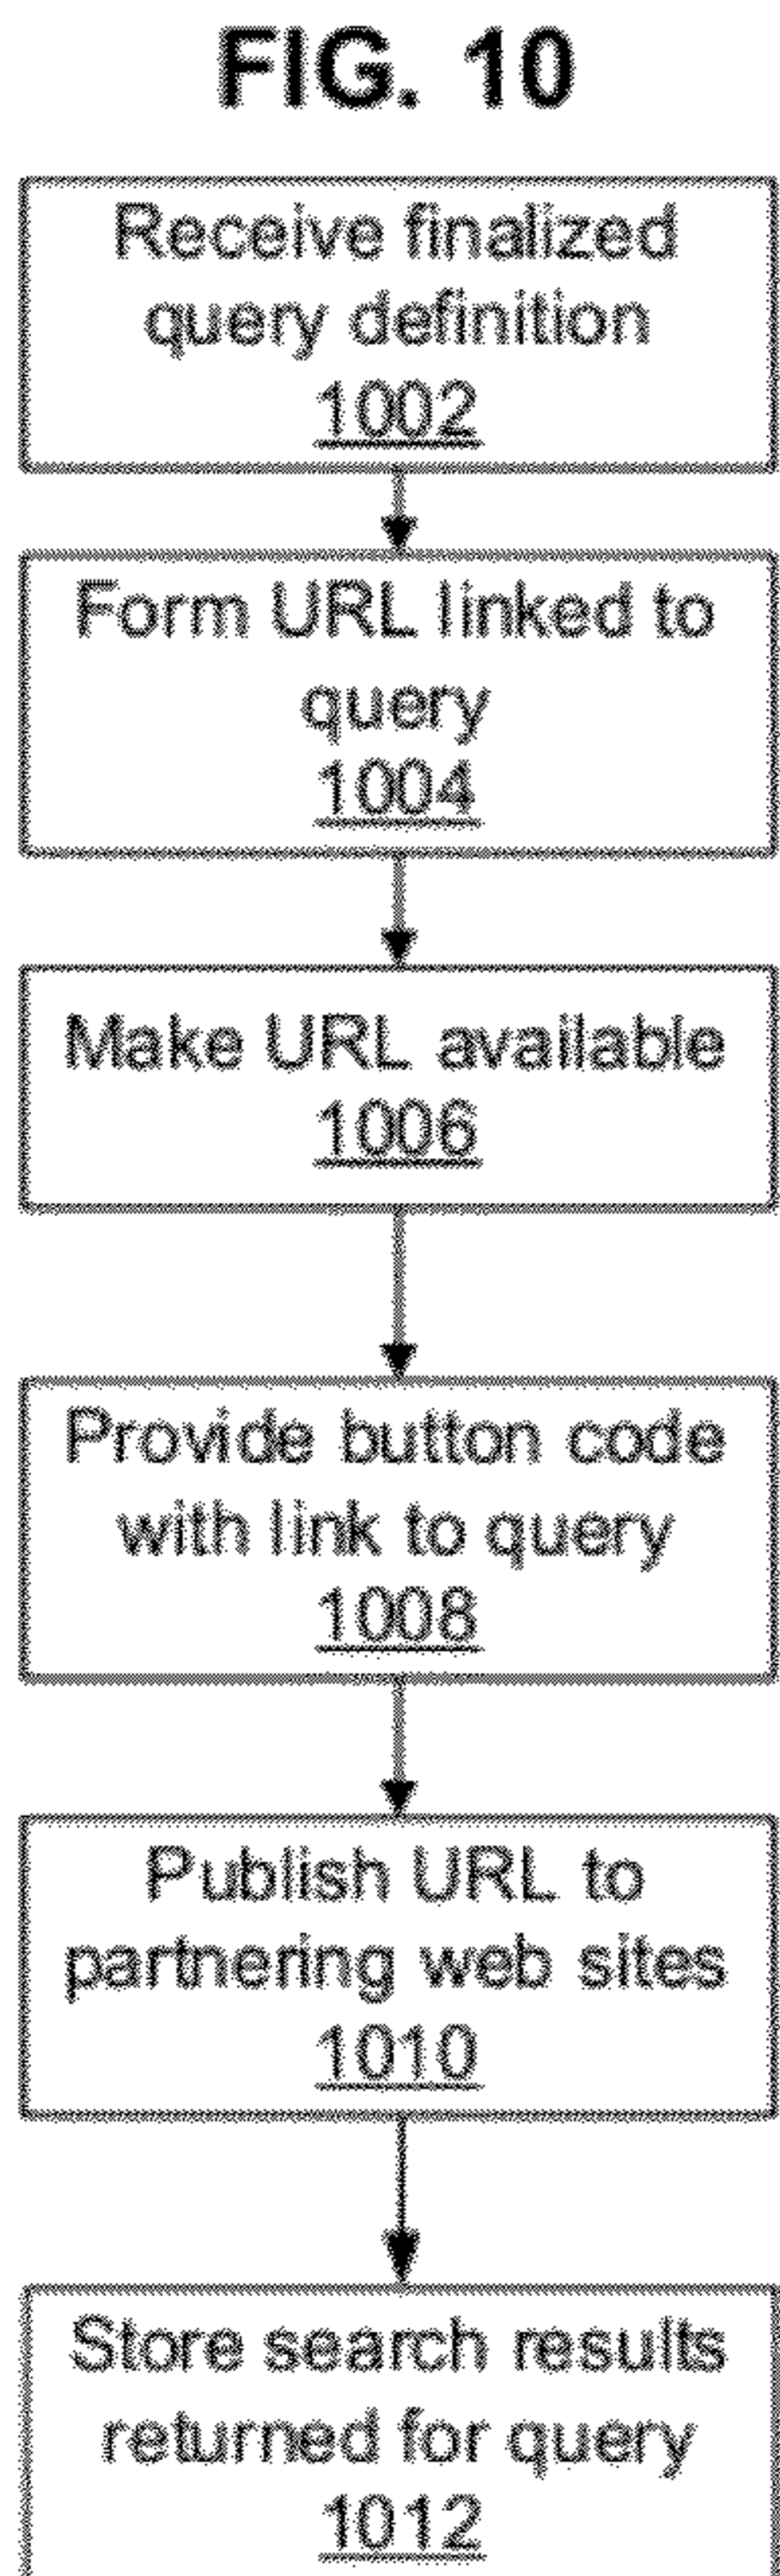 FIG. 10
Receive finalized
query definition
1002
Form URL linked to
query
1004
Make URL available
1006
Provide button code
with link to query
1008
Publish URL to
partnering web sites
1010
Store search results
returned for query
1012